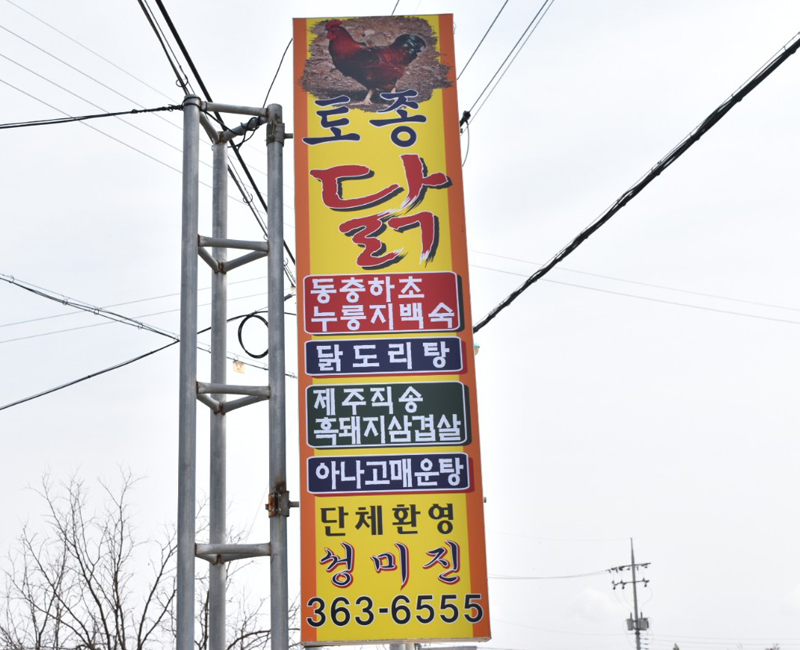 토종
닭
동충하초
누릉지백숙
닭도리탕
제주직송
흑돼지삼겹살
아나고매운탕
단체환영
성미진
363-6555